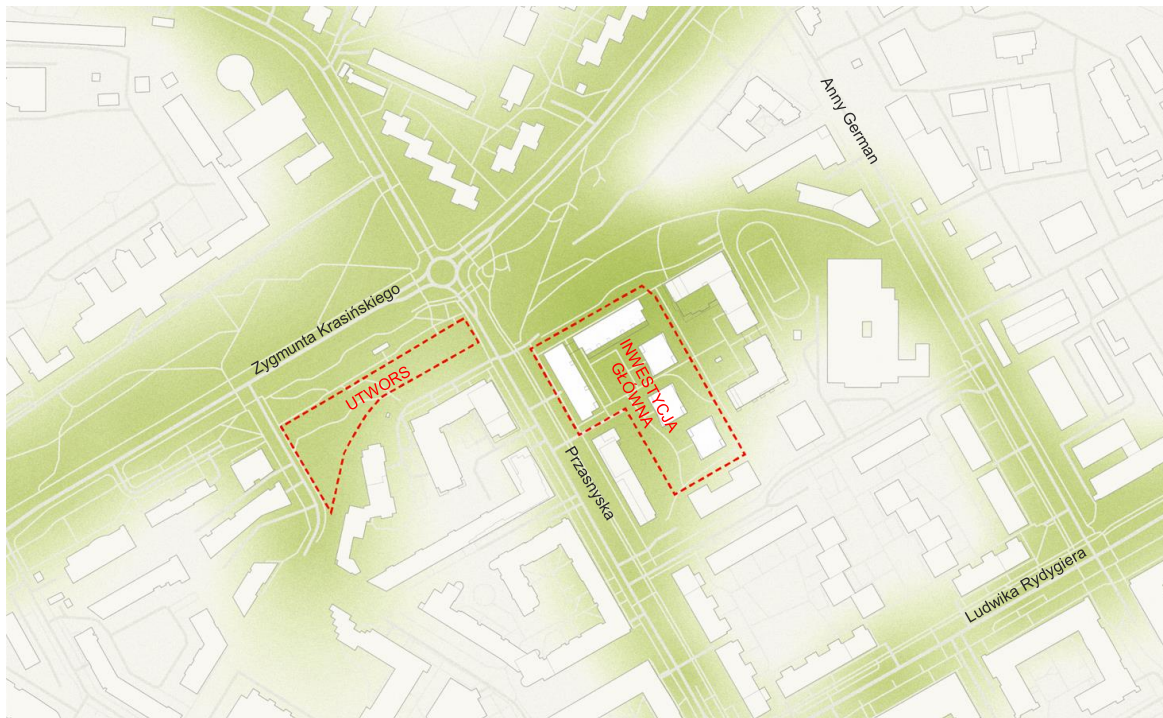 Anny German
Zygmunta Krasińskiego
UTWORS
INWESTYCJA
GŁÓWNA
Przasnyska
Ludwika Rydygiera